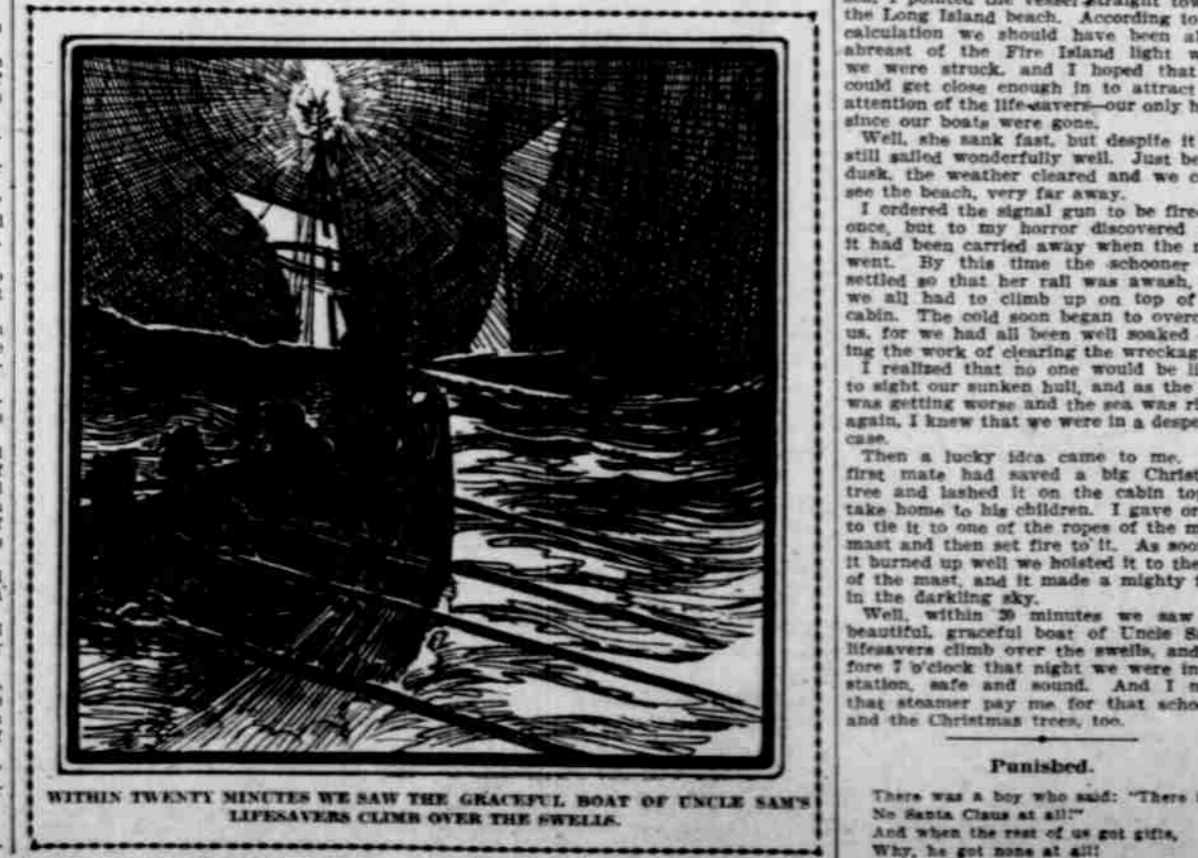 WITHIN TWENTY MINUTES WE SAW THE GRACEFUL BOAT OF UNCLE SAM'S
LIFESAVERS CLIMB OVER THE SWELLS.
I pointed the vessel straight
the Long Island beach. According to
calculation we should have been
abreast of the Fire Island light
we were struck, and I hoped that
could get close enough in to attract
attention of the life-savers—our only
since our boats were gone.
Well, she sank fast, but despite it
still sailed wonderfully well. Just
dusk, the weather cleared and we
see the beach, very far away.
I ordered the signal gun to be
once, but to my horror discovered
it had been carried away when the
went. By this time the schooner
settled so that her rail was awash,
we all had to climb up on top of
cabin. The cold soon began to
us, for we had all been well soaked
ing the work of clearing the
I realized that no one would be
to sight our sunken hull, and as the
was getting worse and the sea was
again, I knew that we were in a
case.
Then a lucky idea came to me.
first mate had saved a big
tree and lashed it on the cabin
take home to his children. I gave
to tie it to one of the ropes of the
mast and then set fire to it. As
it burned up well we hoisted it to the
of the mast, and it made a mighty
in the darkling sky.
Well, within 20 minutes we saw
beautiful, graceful boat of Uncle
lifesavers climb over the swells, and
fore 7 o'clock that night we were
station, safe and sound. And I
that steamer pay me for that
and the Christmas trees, too.
Punished.
There was a boy who said: "There
No Santa Claus at all!"
And when the rest of us got gifts,
Why, he got none at all!